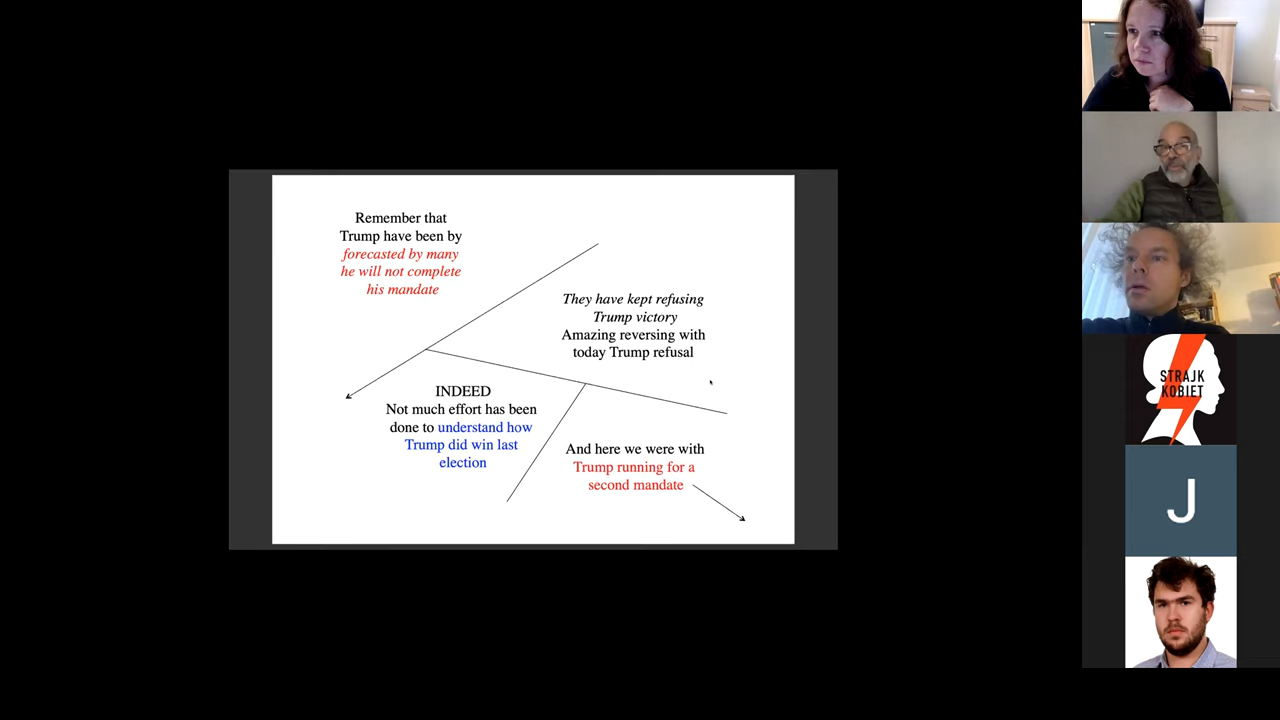 Remember that
Trump have been by
forecasted by many
he will not complete
his mandate
They have kept refusing
Trump victory
Amazing reversing with
today Trump refusal
INDEED
Not much effort has been
done to understand how
Trump did win last
election
And here we were with
Trump running for a
second mandate
STRAJK
KOBIET
J